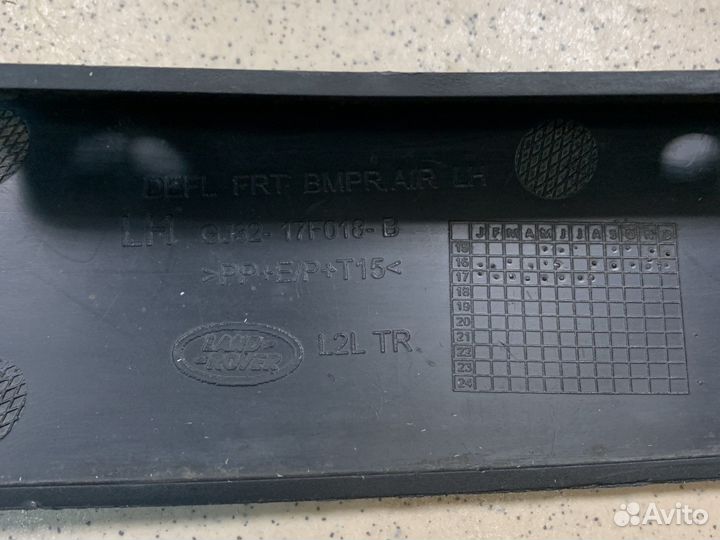 DEFL FRT BMPR AIR LH
LH GJ32-17F018-B
>PP+E/P+T15<
LAND-
-ROVER
L2L TR
J F M A M J J A S O N D
15
16
17
18
19
20
21
22
23
24
Avito